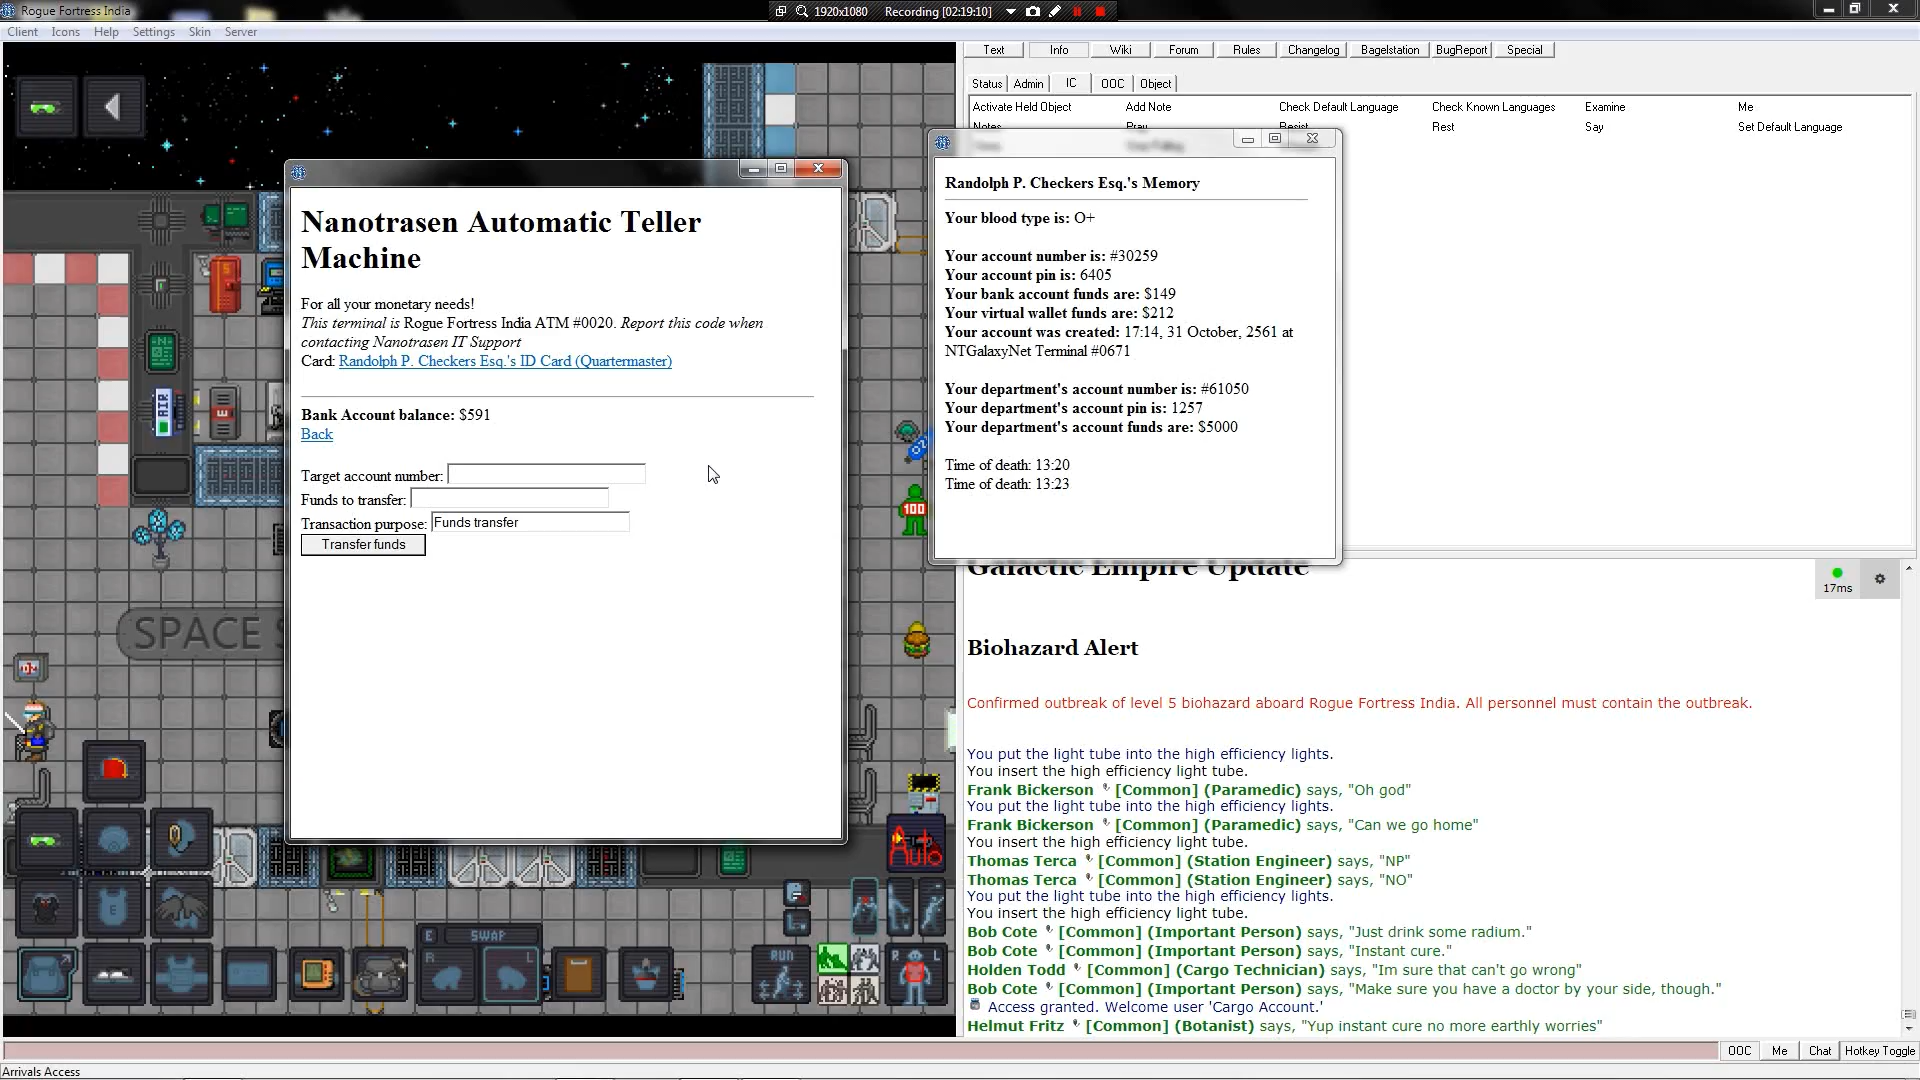 Rogue Fortress India
1920x1080 Recording [02:19:10]
Client Icons Help Settings Skin Server
Text Info Wiki Forum Rules Changelog Bagelstation BugReport Special
Status Admin IC OOC Object
Activate Held Object Add Note Check Default Language Check Known Languages Examine Me
Notes Pray Resist Rest Say Set Default Language
Nanotrasen Automatic Teller
Machine
For all your monetary needs!
This terminal is Rogue Fortress India ATM #0020. Report this code when
contacting Nanotrasen IT Support
Card: Randolph P. Checkers Esq.'s ID Card (Quartermaster)
Bank Account balance: $591
Back
Target account number:
Funds to transfer:
Transaction purpose: Funds transfer
Transfer funds
Randolph P. Checkers Esq.'s Memory
Your blood type is: O+
Your account number is: #30259
Your account pin is: 6405
Your bank account funds are: $149
Your virtual wallet funds are: $212
Your account was created: 17:14, 31 October, 2561 at
NTGalaxyNet Terminal #0671
Your department's account number is: #61050
Your department's account pin is: 1257
Your department's account funds are: $5000
Time of death: 13:20
Time of death: 13:23
AIR
100
SPACE S
Auto
E SWAP
R L
RUN
R L
Galactic Empire Update
17ms
Biohazard Alert
Confirmed outbreak of level 5 biohazard aboard Rogue Fortress India. All personnel must contain the outbreak.
You put the light tube into the high efficiency lights.
You insert the high efficiency light tube.
Frank Bickerson [Common] (Paramedic) says, "Oh god"
You put the light tube into the high efficiency lights.
Frank Bickerson [Common] (Paramedic) says, "Can we go home"
You insert the high efficiency light tube.
Thomas Terca [Common] (Station Engineer) says, "NP"
Thomas Terca [Common] (Station Engineer) says, "NO"
You put the light tube into the high efficiency lights.
You insert the high efficiency light tube.
Bob Cote [Common] (Important Person) says, "Just drink some radium."
Bob Cote [Common] (Important Person) says, "Instant cure."
Holden Todd [Common] (Cargo Technician) says, "Im sure that can't go wrong"
Bob Cote [Common] (Important Person) says, "Make sure you have a doctor by your side, though."
Access granted. Welcome user 'Cargo Account.'
Helmut Fritz [Common] (Botanist) says, "Yup instant cure no more earthly worries"
OOC Me Chat Hotkey Toggle
Arrivals Access